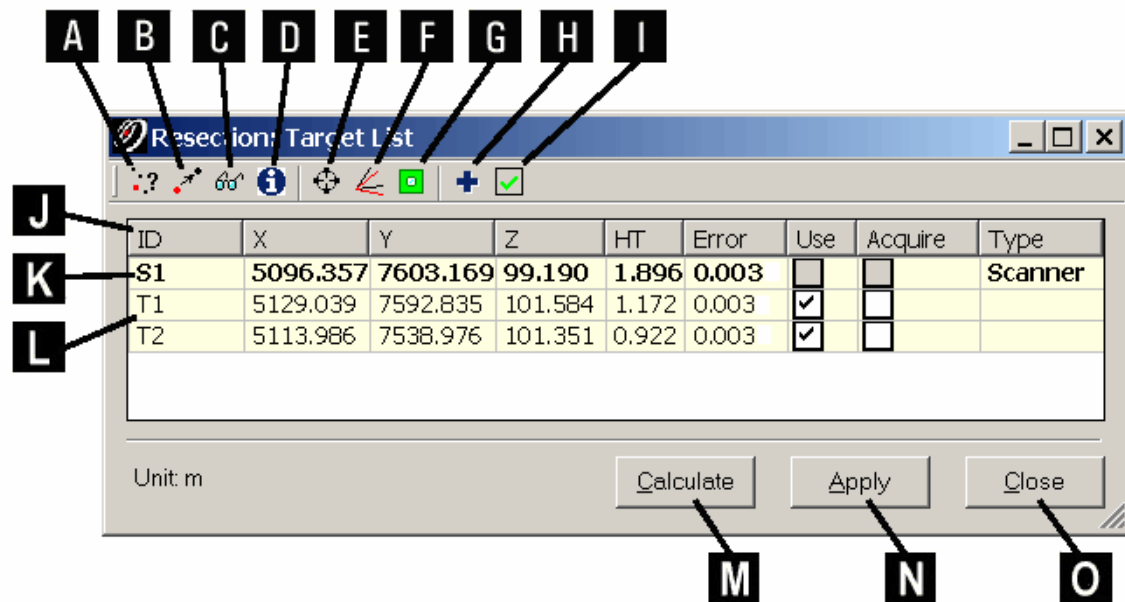 A B C D E F G H I
Resection: Target List
J
ID X Y Z HT Error Use Acquire Type
K
S1 5096.357 7603.169 99.190 1.896 0.003 Scanner
T1 5129.039 7592.835 101.584 1.172 0.003
L
T2 5113.986 7538.976 101.351 0.922 0.003
Unit: m Calculate Apply Close
M N O